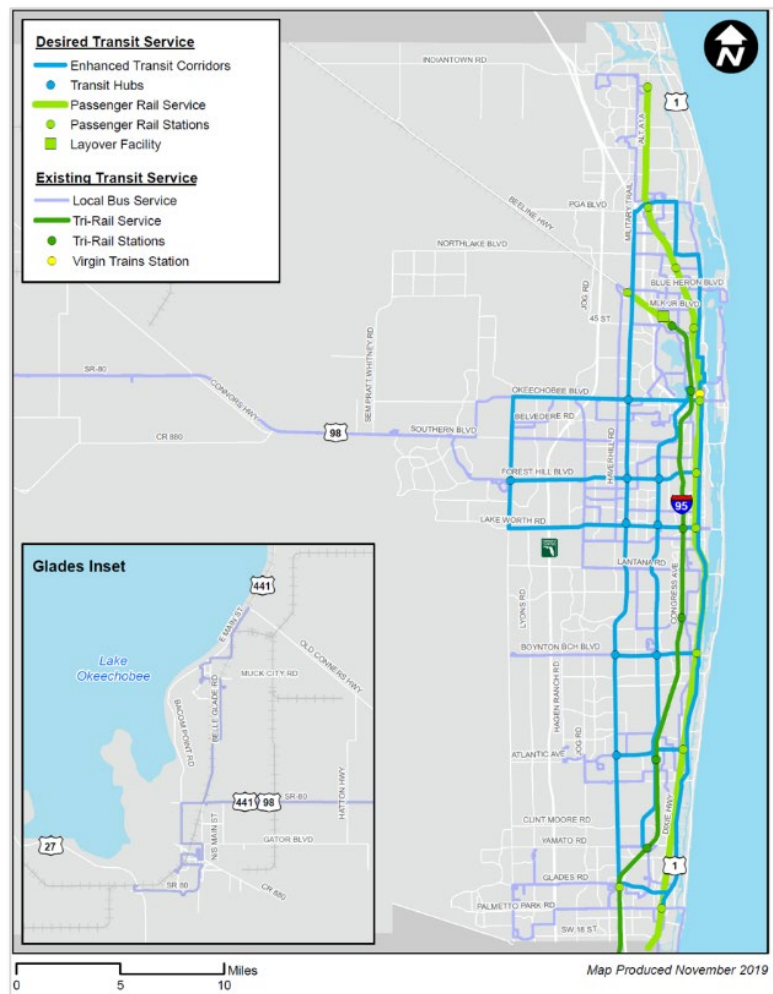 Desired Transit Service
Enhanced Transit Corridors
Transit Hubs
Passenger Rail Service
Passenger Rail Stations
Layover Facility
Existing Transit Service
Local Bus Service
Tri-Rail Service
Tri-Rail Stations
Virgin Trains Station
N
INDIANTOWN RD
1
ALT A1A
MILITARY TRAIL
BEELINE HWY
PGA BLVD
NORTHLAKE BLVD
BLUE HERON BLVD
JOG RD
MLK JR BLVD
45 ST
SEM PRATT WHITNEY RD
SR-80
CONNORS HWY
OKEECHOBEE BLVD
BELVEDERE RD
98
SOUTHERN BLVD
CR 880
HAVERHILL RD
FOREST HILL BLVD
95
LAKE WORTH RD
LANTANA RD
CONGRESS AVE
LYONS RD
BOYNTON BCH BLVD
HAGEN RANCH RD
JOG RD
ATLANTIC AVE
DIXIE HWY
CLINT MOORE RD
YAMATO RD
1
GLADES RD
PALMETTO PARK RD
SW 18 ST
Glades Inset
441
E MAIN ST
Lake
Okeechobee
OLD CONNERS HWY
MUCK CITY RD
BELLE GLADE RD
BACOM POINT RD
441
98
SR-80
HATTON HWY
27
N/S MAIN ST
GATOR BLVD
SR 80
CR 880
Miles
0
5
10
Map Produced November 2019